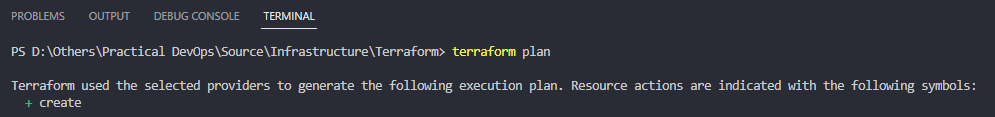 PROBLEMS OUTPUT DEBUG CONSOLE TERMINAL
PS D:\Others\Practical DevOps\Source\Infrastructure\Terraform> terraform plan
Terraform used the selected providers to generate the following execution plan. Resource actions are indicated with the following symbols:
+ create